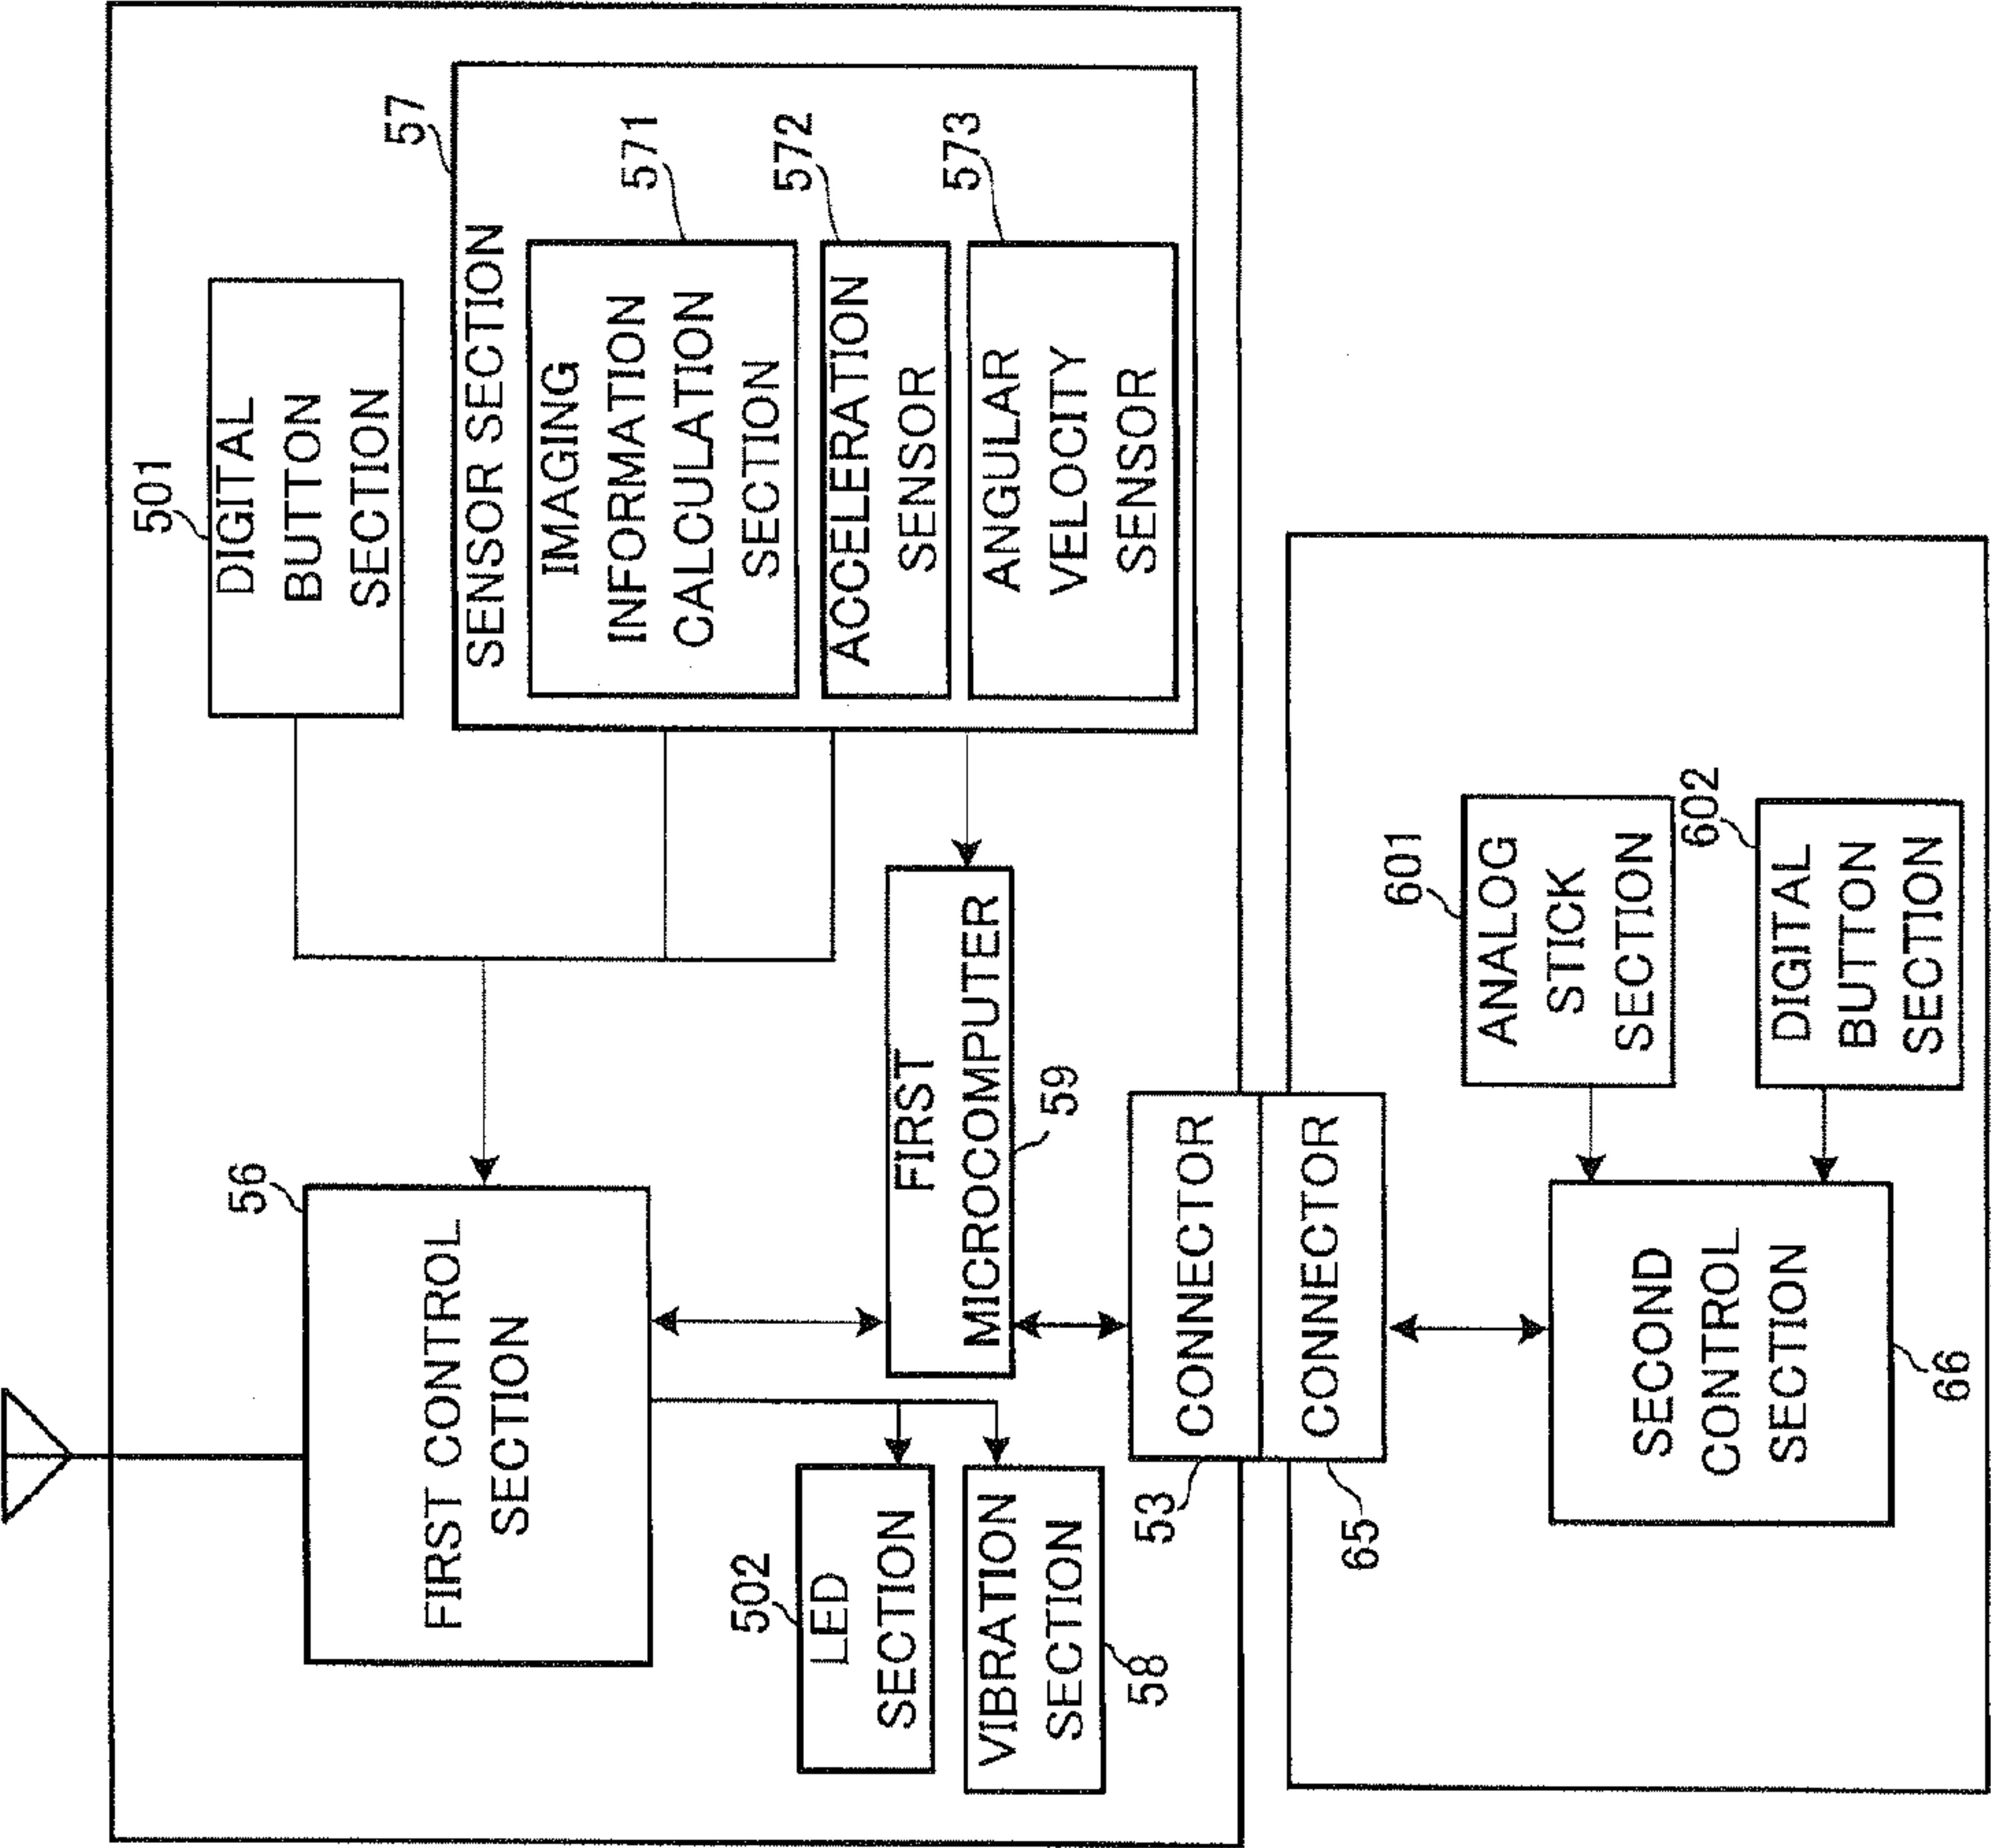 501
DIGITAL
BUTTON
SECTION
57
SENSOR SECTION
571
IMAGING
INFORMATION
CALCULATION
SECTION
572
ACCELERATION
SENSOR
573
ANGULAR
VELOCITY
SENSOR
56
FIRST CONTROL
SECTION
FIRST
MICROCOMPUTER
59
502
LED
SECTION
VIBRATION
SECTION
58
CONNECTOR
53
CONNECTOR
65
601
ANALOG
STICK
SECTION
602
DIGITAL
BUTTON
SECTION
SECOND
CONTROL
SECTION
66